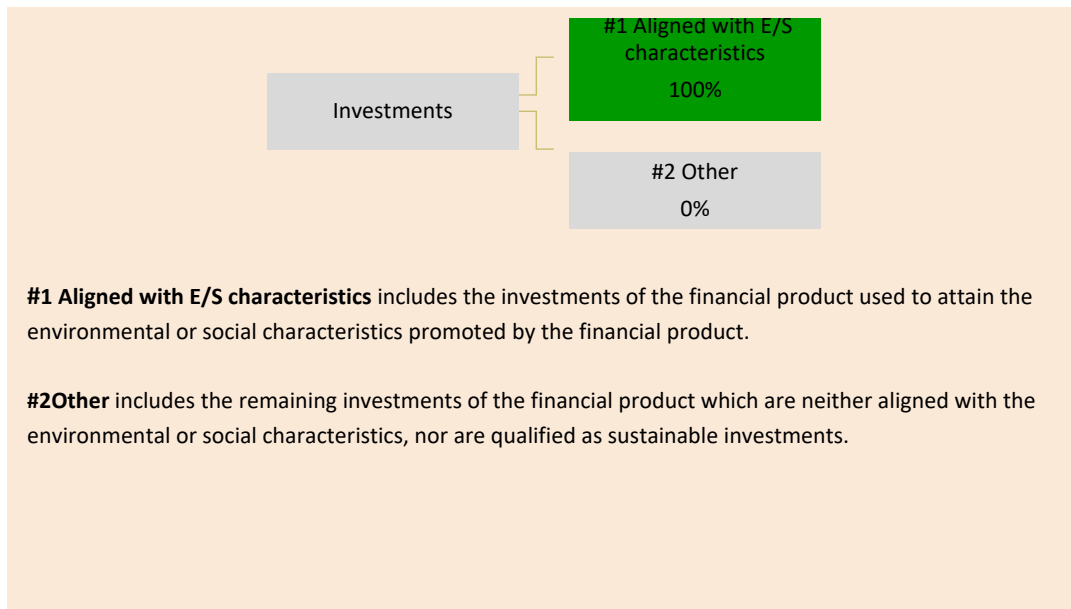 #1 Aligned with E/S
characteristics
100%
Investments
#2 Other
0%
#1 Aligned with E/S characteristics includes the investments of the financial product used to attain the
environmental or social characteristics promoted by the financial product.
#2Other includes the remaining investments of the financial product which are neither aligned with the
environmental or social characteristics, nor are qualified as sustainable investments.